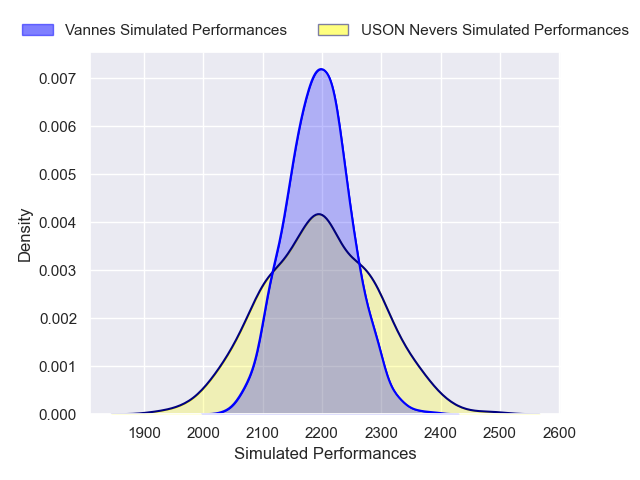 Vannes Simulated Performances USON Nevers Simulated Performances
0.007
0.006
0.005
0.004
0.003
0.002
0.001
0.000
Density
1900 2000 2100 2200 2300 2400 2500 2600
Simulated Performances